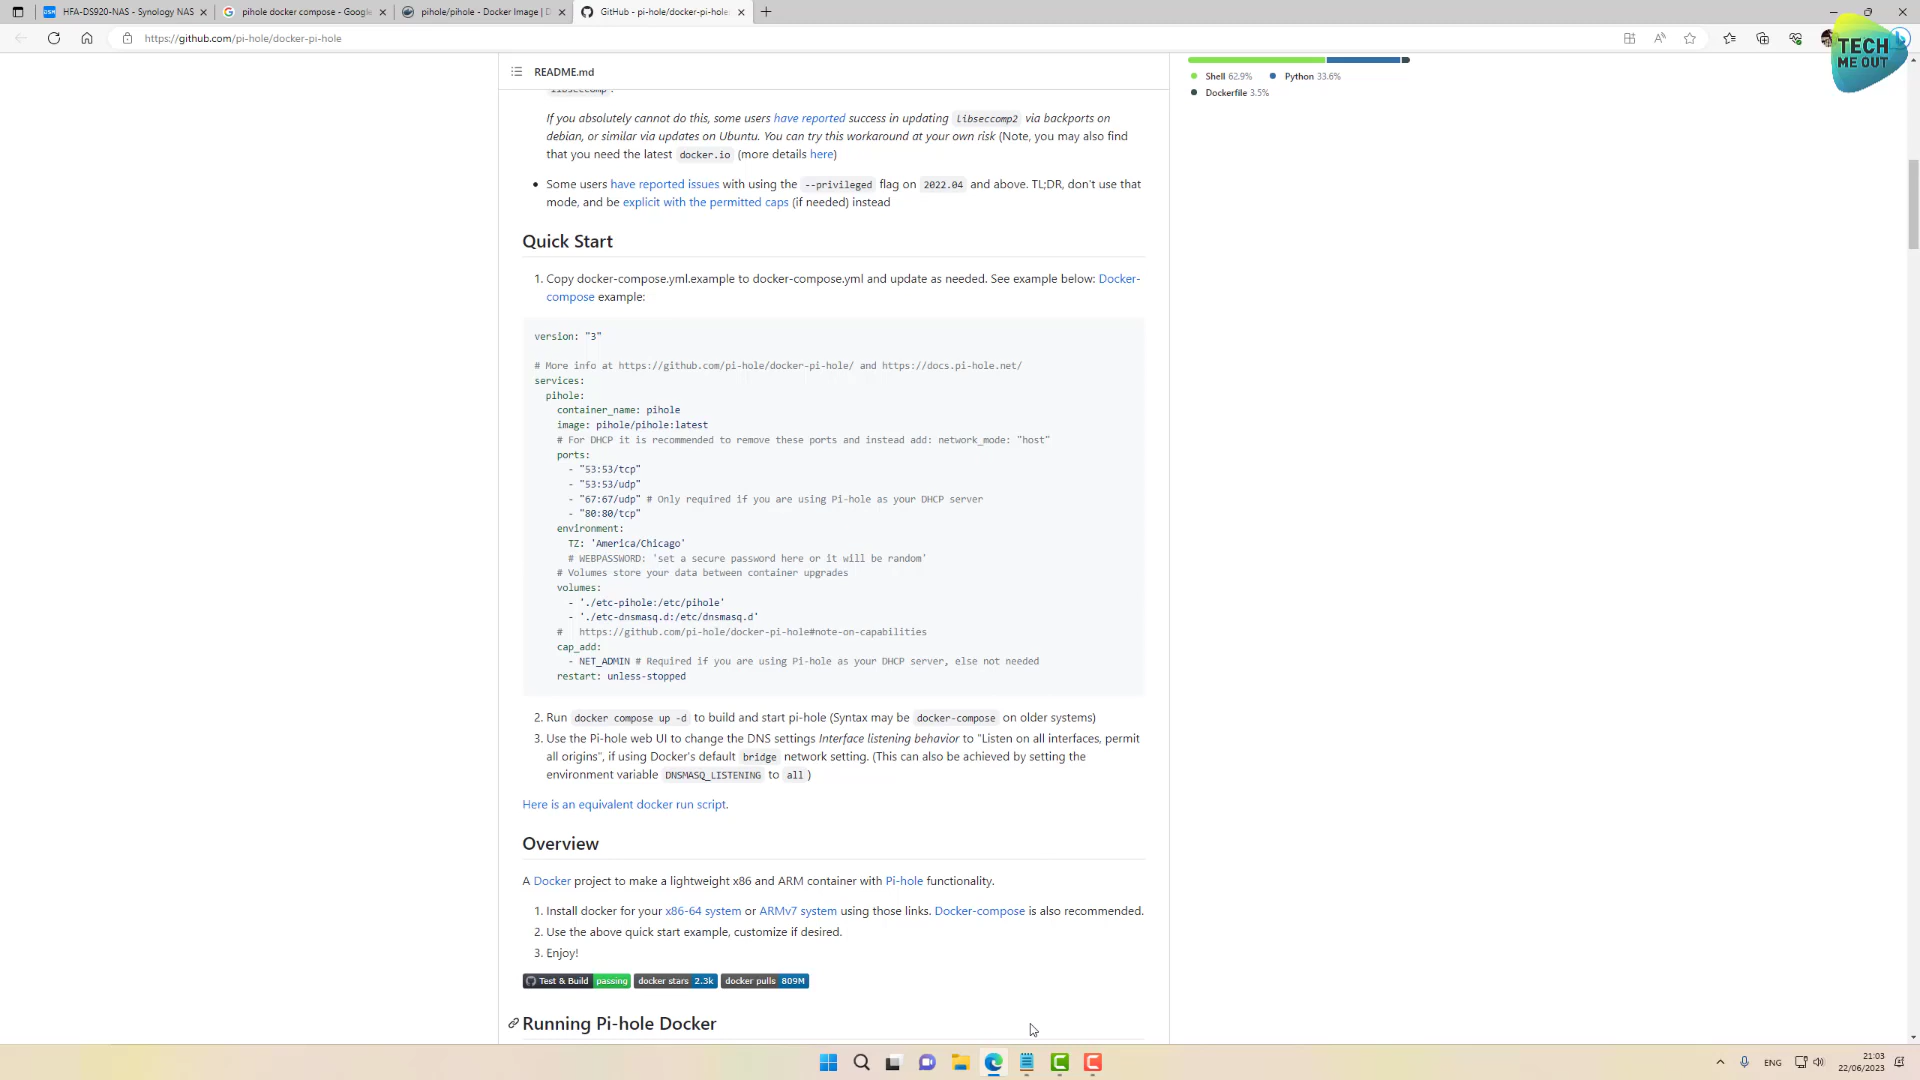 HFA-DS920-NAS - Synology NAS
pihole docker compose - Google
pihole/pihole - Docker Image | D
GitHub - pi-hole/docker-pi-hole:
https://github.com/pi-hole/docker-pi-hole
TECH
ME OUT
README.md
libseccomp .
If you absolutely cannot do this, some users have reported success in updating libseccomp2 via backports on
debian, or similar via updates on Ubuntu. You can try this workaround at your own risk (Note, you may also find
that you need the latest docker.io (more details here)
Some users have reported issues with using the --privileged flag on 2022.04 and above. TL;DR, don't use that
mode, and be explicit with the permitted caps (if needed) instead
Quick Start
1. Copy docker-compose.yml.example to docker-compose.yml and update as needed. See example below: Docker-
compose example:
version: "3"
# More info at https://github.com/pi-hole/docker-pi-hole/ and https://docs.pi-hole.net/
services:
pihole:
container_name: pihole
image: pihole/pihole:latest
# For DHCP it is recommended to remove these ports and instead add: network_mode: "host"
ports:
- "53:53/tcp"
- "53:53/udp"
- "67:67/udp" # Only required if you are using Pi-hole as your DHCP server
- "80:80/tcp"
environment:
TZ: 'America/Chicago'
# WEBPASSWORD: 'set a secure password here or it will be random'
# Volumes store your data between container upgrades
volumes:
- './etc-pihole:/etc/pihole'
- './etc-dnsmasq.d:/etc/dnsmasq.d'
# https://github.com/pi-hole/docker-pi-hole#note-on-capabilities
cap_add:
- NET_ADMIN # Required if you are using Pi-hole as your DHCP server, else not needed
restart: unless-stopped
2. Run docker compose up -d to build and start pi-hole (Syntax may be docker-compose on older systems)
3. Use the Pi-hole web UI to change the DNS settings Interface listening behavior to "Listen on all interfaces, permit
all origins", if using Docker's default bridge network setting. (This can also be achieved by setting the
environment variable DNSMASQ_LISTENING to all )
Here is an equivalent docker run script.
Overview
A Docker project to make a lightweight x86 and ARM container with Pi-hole functionality.
1. Install docker for your x86-64 system or ARMv7 system using those links. Docker-compose is also recommended.
2. Use the above quick start example, customize if desired.
3. Enjoy!
Test & Build passing docker stars 2.3k docker pulls 809M
Running Pi-hole Docker
Shell 62.9% Python 33.6%
Dockerfile 3.5%
ENG
21:03
22/06/2023